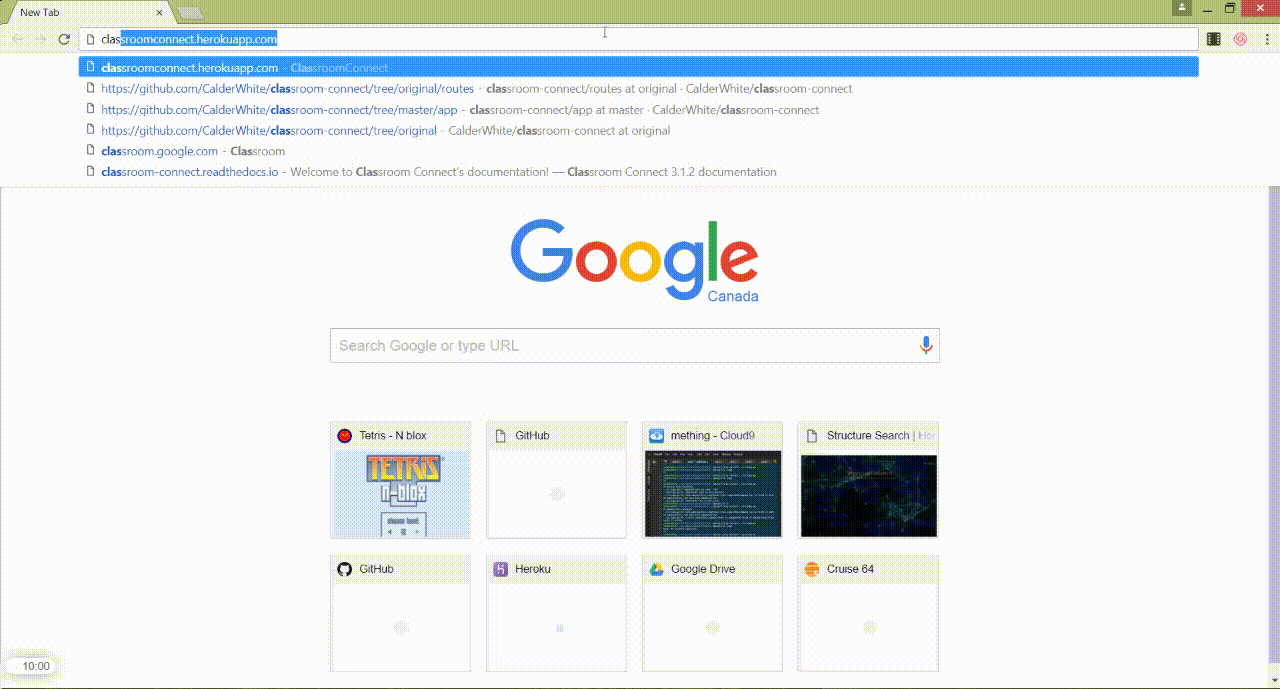 New Tab
classroomconnect.herokuapp.com
classroomconnect.herokuapp.com - ClassroomConnect
https://github.com/CalderWhite/classroom-connect/tree/original/routes - classroom-connect/routes at original · CalderWhite/classroom-connect
https://github.com/CalderWhite/classroom-connect/tree/master/app - classroom-connect/app at master · CalderWhite/classroom-connect
https://github.com/CalderWhite/classroom-connect/tree/original - CalderWhite/classroom-connect at original
classroom.google.com - Classroom
classroom-connect.readthedocs.io - Welcome to Classroom Connect's documentation! — Classroom Connect 3.1.2 documentation
Google
Canada
Search Google or type URL
Tetris - N blox
GitHub
mething - Cloud9
Structure Search |
TETRIS
n-blox
GitHub
Heroku
Google Drive
Cruise 64
10:00